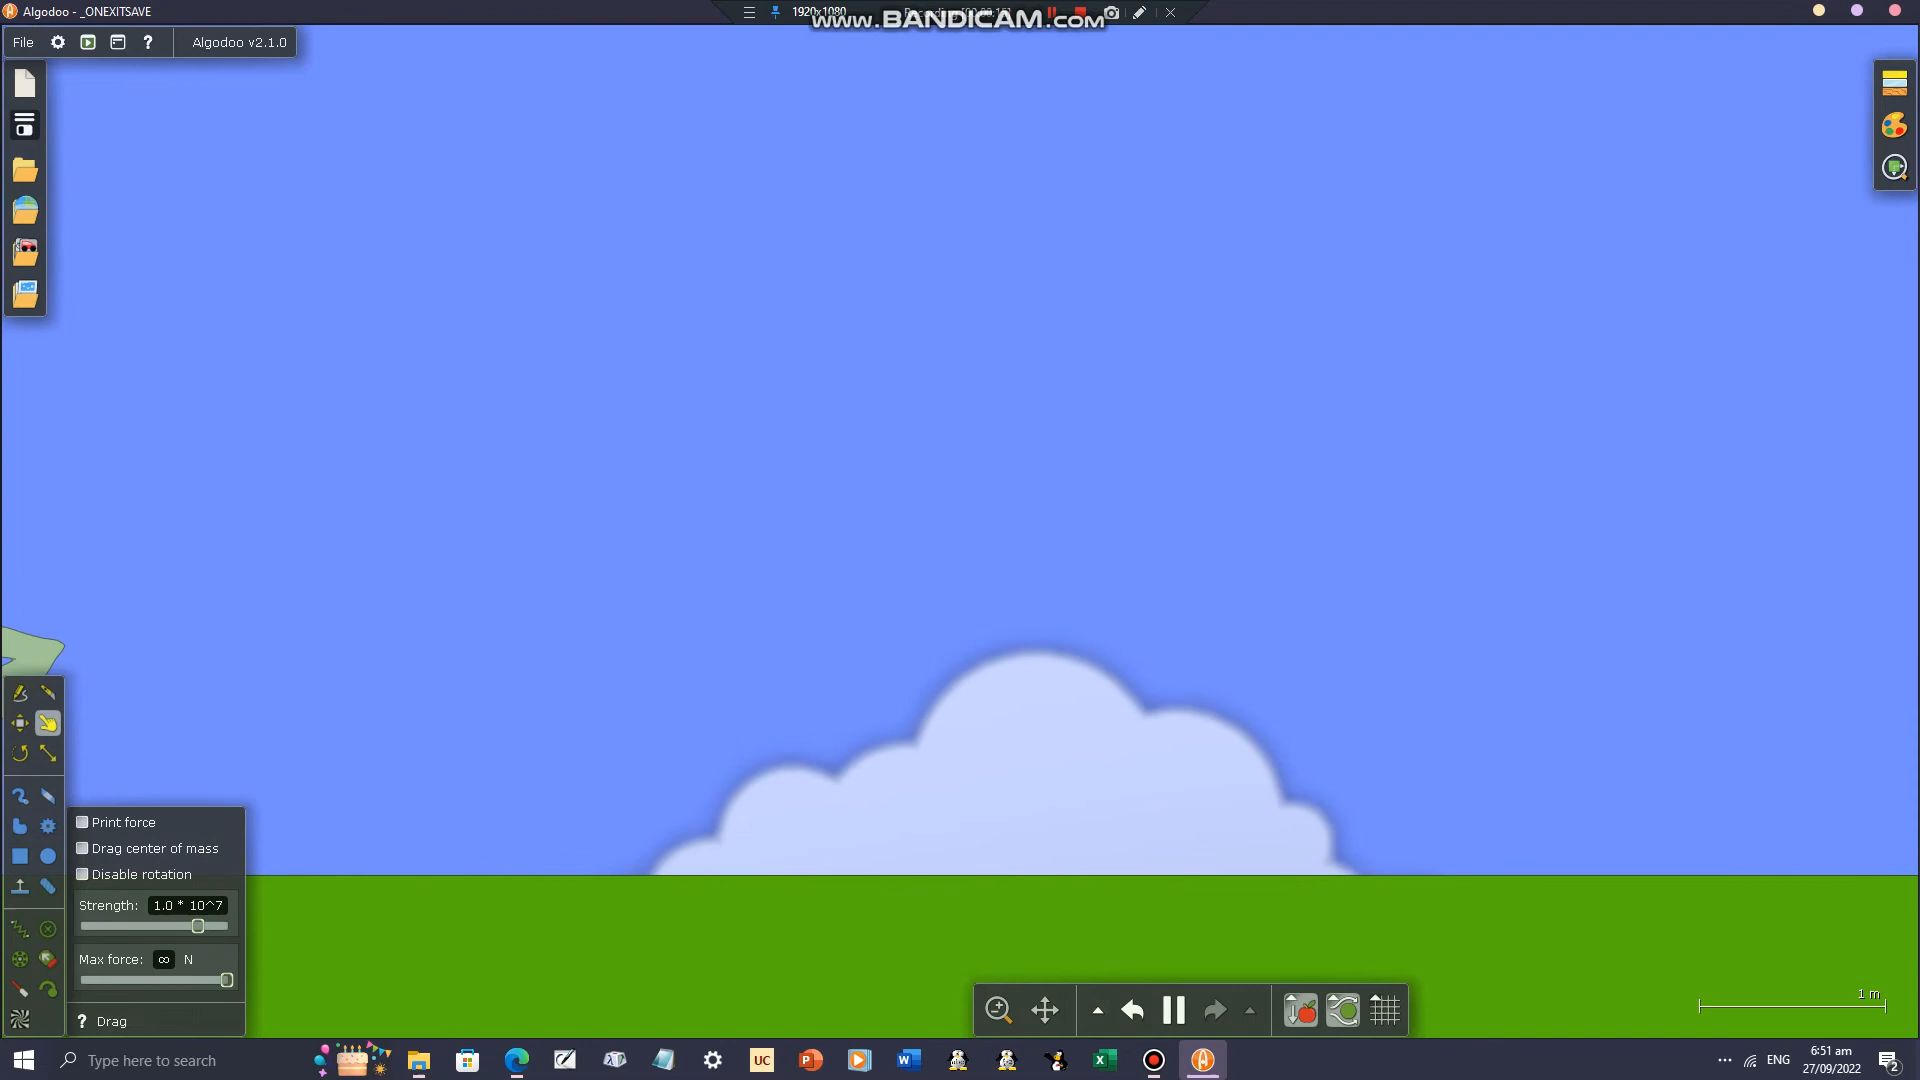 Algodoo - _ONEXITSAVE
1920x1080
www.BANDICAM.com
File
?
Algodoo v2.1.0
Print force
Drag center of mass
Disable rotation
Strength: 1.0 * 10^7
Max force: ∞ N
? Drag
1 m
Type here to search
UC
ENG
6:51 am
27/09/2022
2